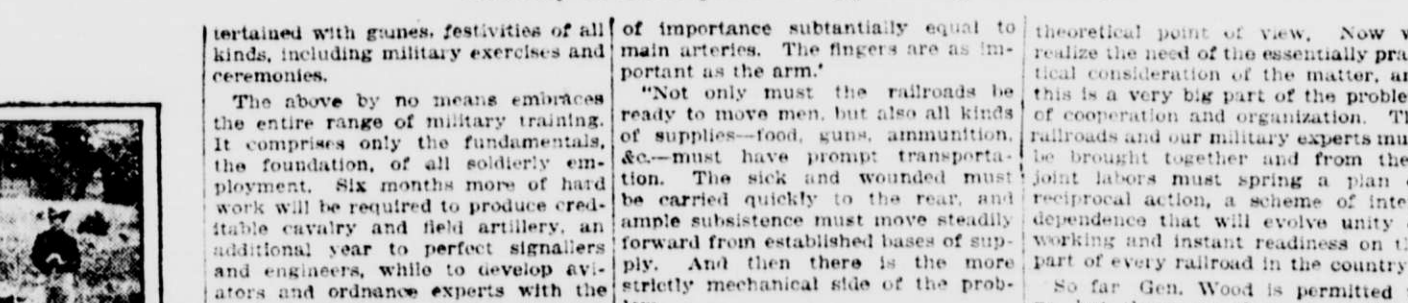 tertained with games, festivities of all
kinds, including military exercises and
ceremonies.
The above by no means embraces
the entire range of military training.
It comprises only the fundamentals,
the foundation, of all soldierly em-
ployment. Six months more of hard
work will be required to produce cred-
itable cavalry and field artillery, an
additional year to perfect signallers
and engineers, while to develop avi-
ators and ordnance experts with the
of importance subtantially equal to
main arteries. The fingers are as im-
portant as the arm.'
"Not only must the railroads be
ready to move men, but also all kinds
of supplies—food, guns, ammunition,
&c.—must have prompt transporta-
tion. The sick and wounded must
be carried quickly to the rear, and
ample subsistence must move steadily
forward from established bases of sup-
ply. And then there is the more
strictly mechanical side of the prob-
theoretical point of view. Now
realize the need of the essentially pra
tical consideration of the matter, an
this is a very big part of the proble
of cooperation and organization. Th
railroads and our military experts mus
be brought together and from the
joint labors must spring a plan
reciprocal action, a scheme of inte
dependence that will evolve unity
working and instant readiness on th
part of every railroad in the country
So far Gen. Wood is permitted